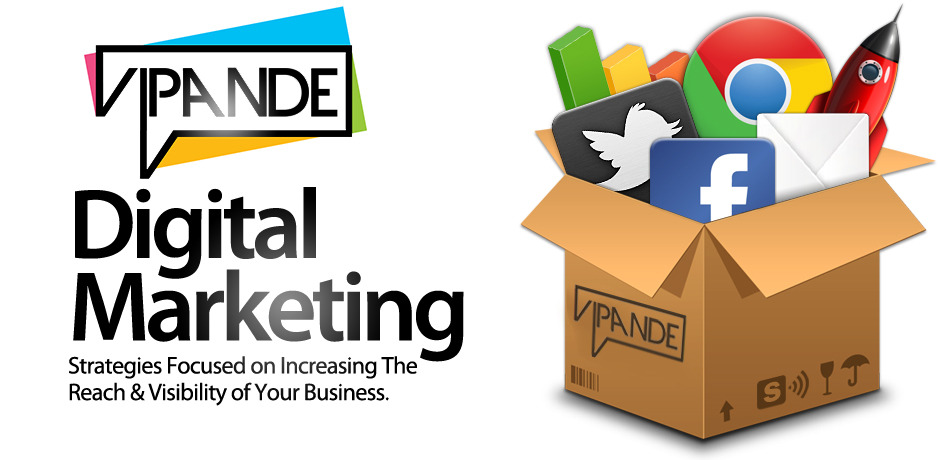 VIPANDE
Digital
Marketing
Strategies Focused on Increasing The
Reach & Visibility of Your Business.
f
VIPANDE
S